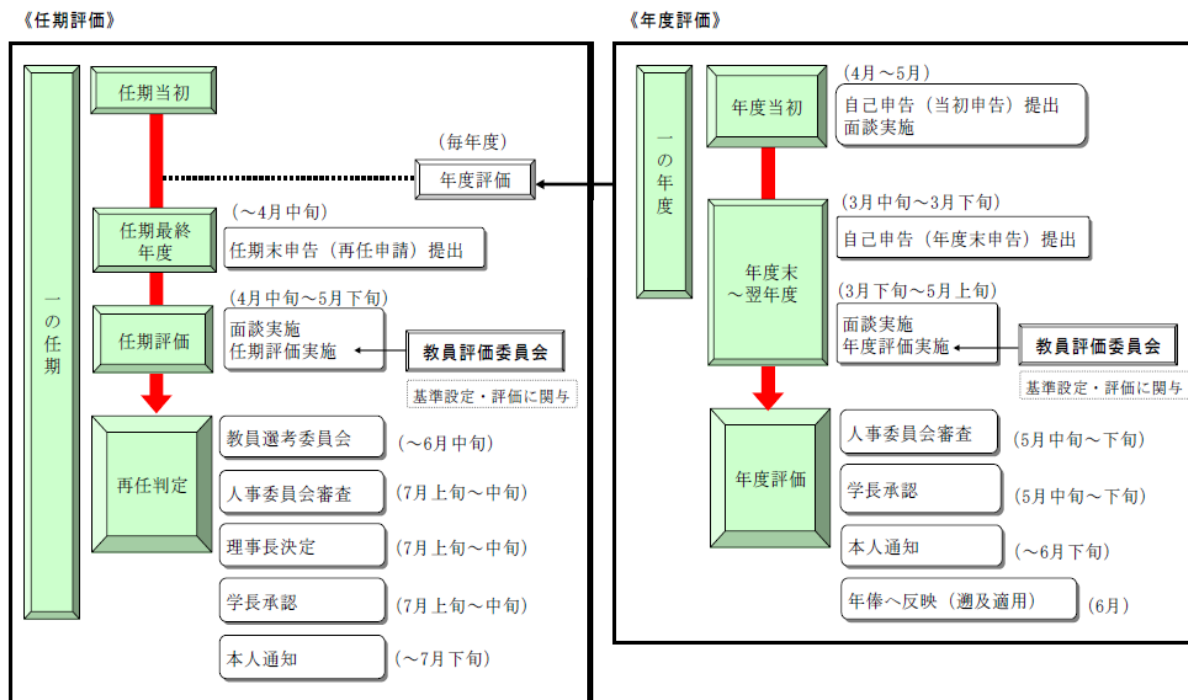 《任期評価》
一の任期
任期当初
(毎年度)
年度評価
任期最終
年度
(～4月中旬)
任期末申告(再任申請)提出
任期評価
(4月中旬～5月下旬)
面談実施
任期評価実施
教員評価委員会
基準設定・評価に関与
再任判定
教員選考委員会
(～6月中旬)
人事委員会審査
(7月上旬～中旬)
理事長決定
(7月上旬～中旬)
学長承認
(7月上旬～中旬)
本人通知
(～7月下旬)
《年度評価》
一の年度
年度当初
(4月～5月)
自己申告(当初申告)提出
面談実施
年度末
～翌年度
(3月中旬～3月下旬)
自己申告(年度末申告)提出
(3月下旬～5月上旬)
面談実施
年度評価実施
教員評価委員会
基準設定・評価に関与
年度評価
人事委員会審査
(5月中旬～下旬)
学長承認
(5月中旬～下旬)
本人通知
(～6月下旬)
年俸へ反映(遡及適用)
(6月)